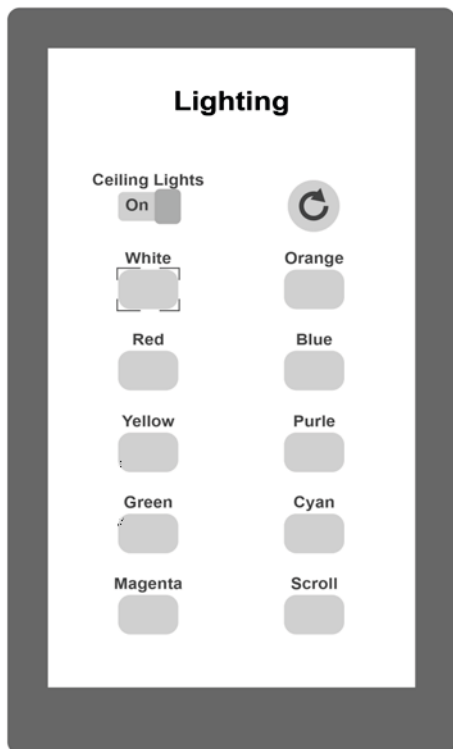 Lighting
Ceiling Lights
On
White Orange
Red Blue
Yellow Purle
Green Cyan
Magenta Scroll